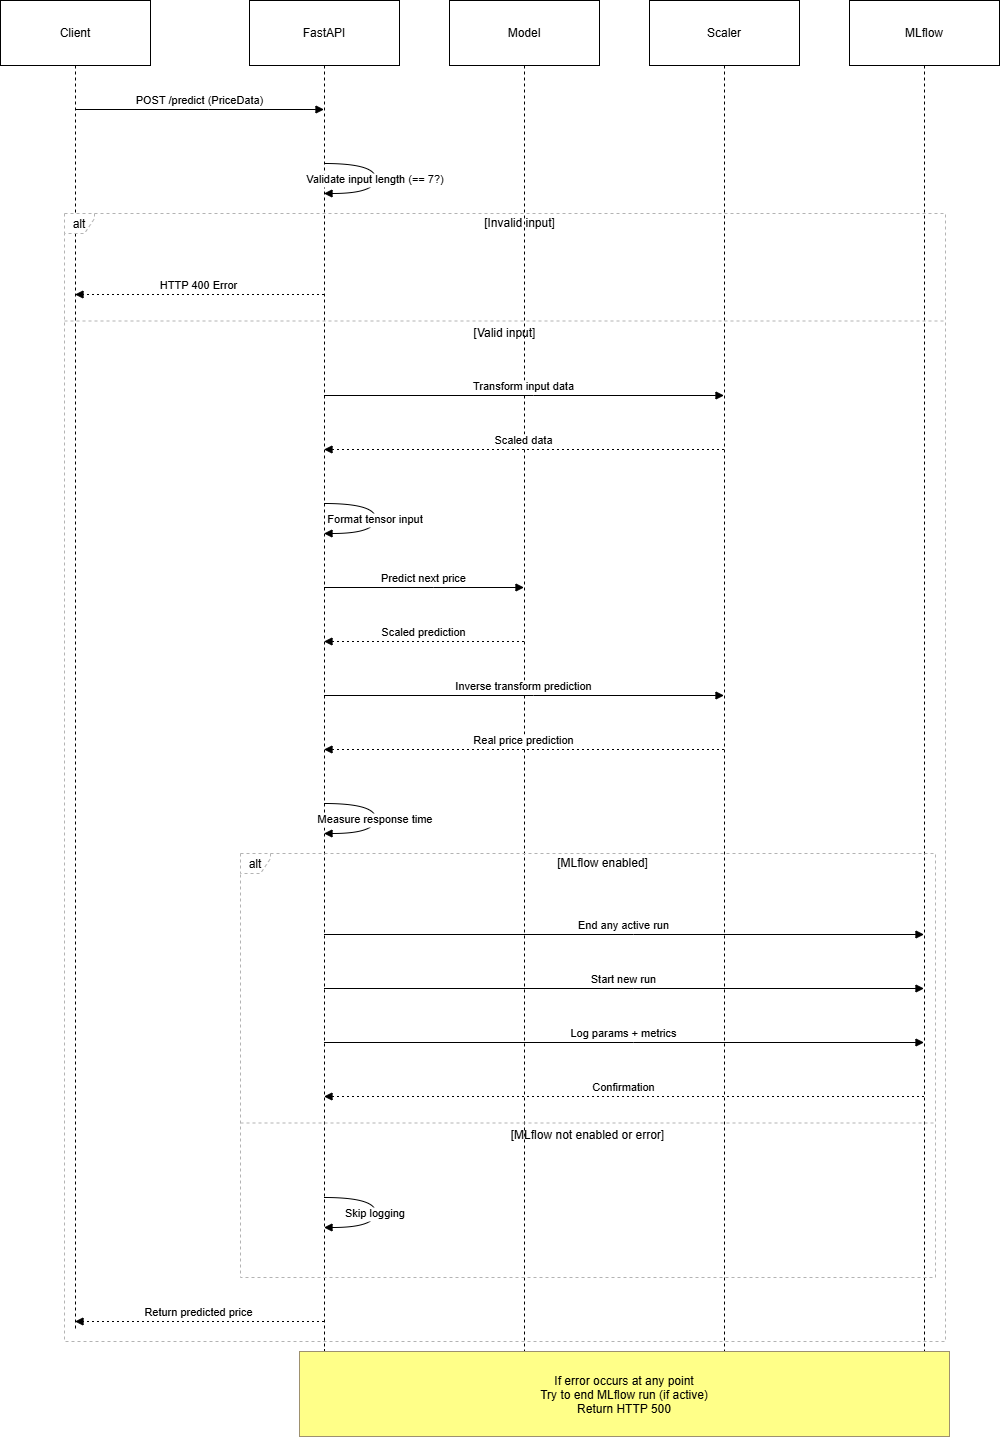 Client
FastAPI
Model
Scaler
MLflow
POST /predict (PriceData)
Validate input length (== 7?)
alt
[Invalid input]
HTTP 400 Error
[Valid input]
Transform input data
Scaled data
Format tensor input
Predict next price
Scaled prediction
Inverse transform prediction
Real price prediction
Measure response time
alt
[MLflow enabled]
End any active run
Start new run
Log params + metrics
Confirmation
[MLflow not enabled or error]
Skip logging
Return predicted price
If error occurs at any point
Try to end MLflow run (if active)
Return HTTP 500